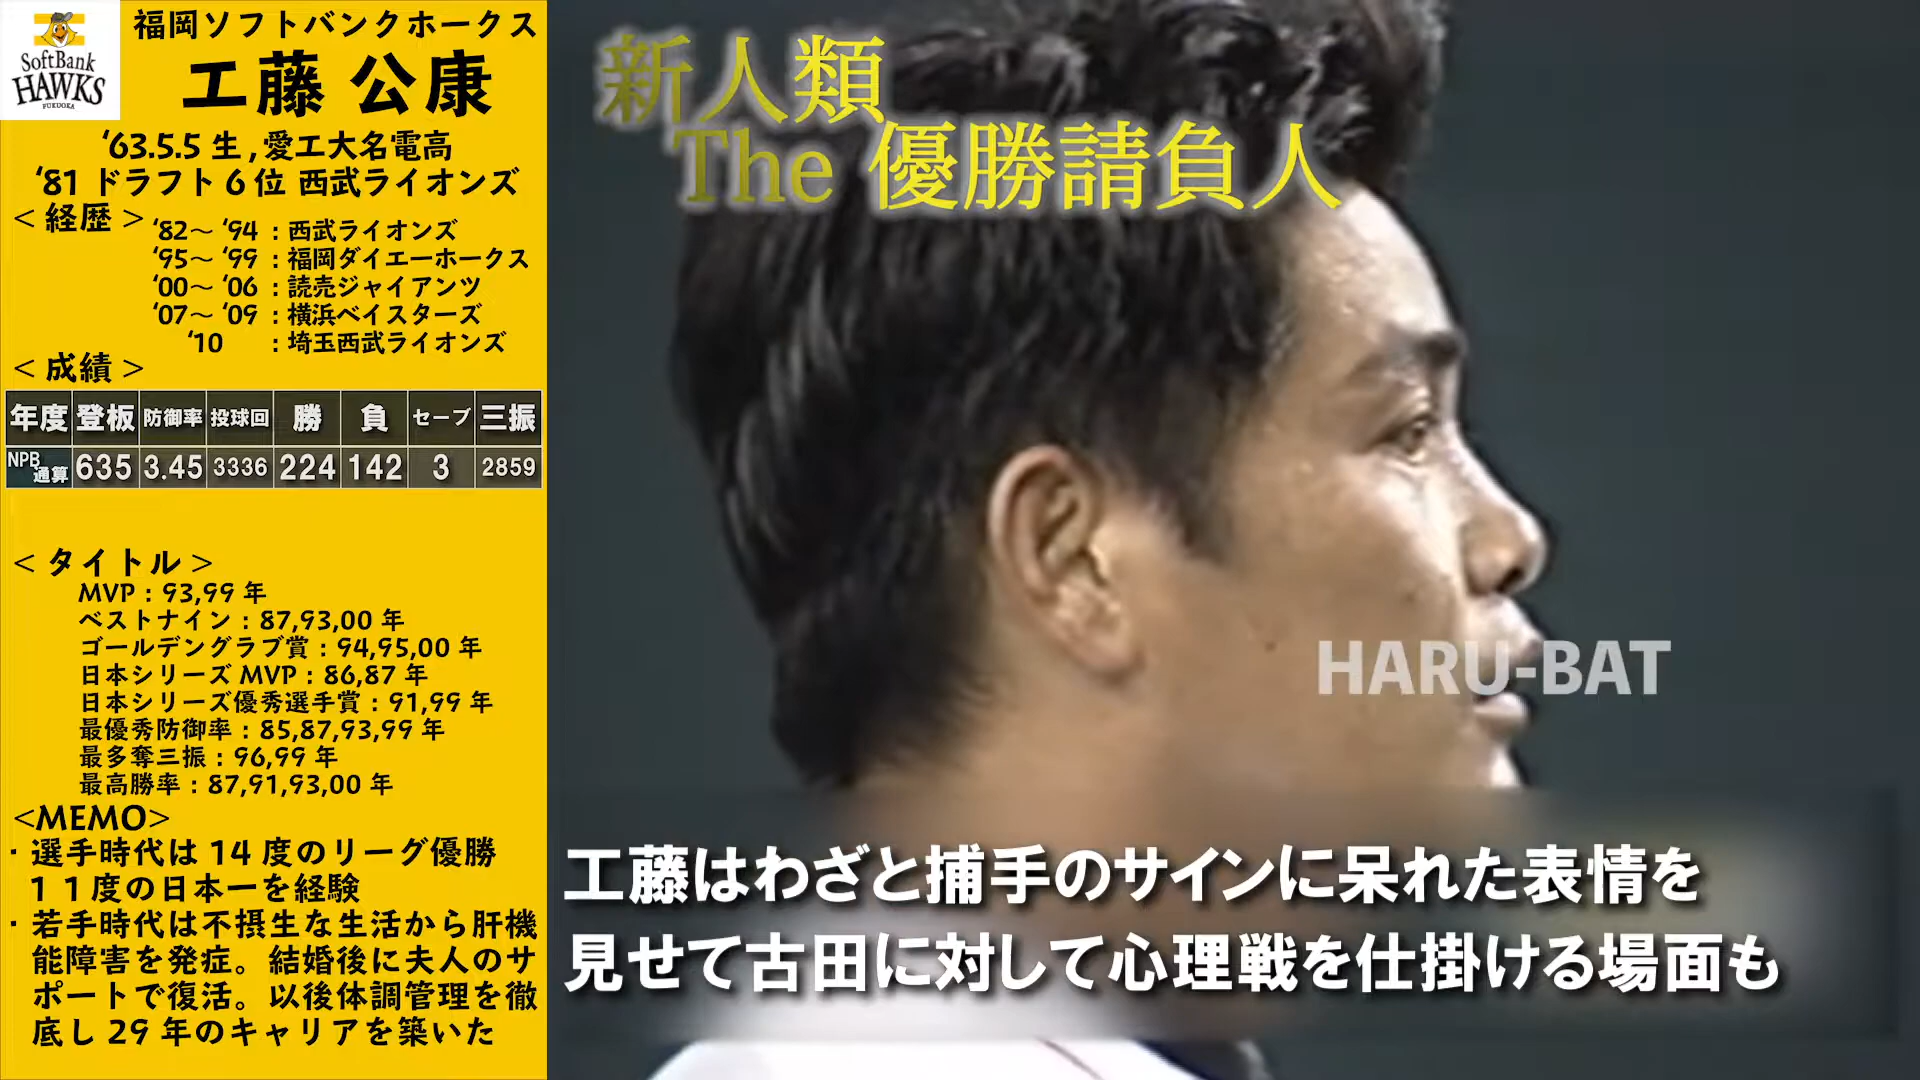 SoftBank
HAWKS
FUKUOKA
福岡ソフトバンクホークス
工藤 公康
‘63.5.5 生 , 愛工大名電高
‘81 ドラフト 6 位 西武ライオンズ
< 経歴 >
‘82～ ‘94 : 西武ライオンズ
‘95～ ‘99 : 福岡ダイエーホークス
‘00～ ‘06 : 読売ジャイアンツ
‘07～ ‘09 : 横浜ベイスターズ
‘10 : 埼玉西武ライオンズ
< 成績 >
年度 登板 防御率 投球回 勝 負 セーブ 三振
NPB通算 635 3.45 3336 224 142 3 2859
< タイトル >
MVP : 93,99 年
ベストナイン : 87,93,00 年
ゴールデングラブ賞 : 94,95,00 年
日本シリーズ MVP : 86,87 年
日本シリーズ優秀選手賞 : 91,99 年
最優秀防御率 : 85,87,93,99 年
最多奪三振 : 96,99 年
最高勝率 : 87,91,93,00 年
<MEMO>
・選手時代は 14 度のリーグ優勝
１１度の日本一を経験
・若手時代は不摂生な生活から肝機
能障害を発症。結婚後に夫人のサ
ポートで復活。以後体調管理を徹
底し 29 年のキャリアを築いた
新人類
The 優勝請負人
HARU-BAT
工藤はわざと捕手のサインに呆れた表情を
見せて古田に対して心理戦を仕掛ける場面も